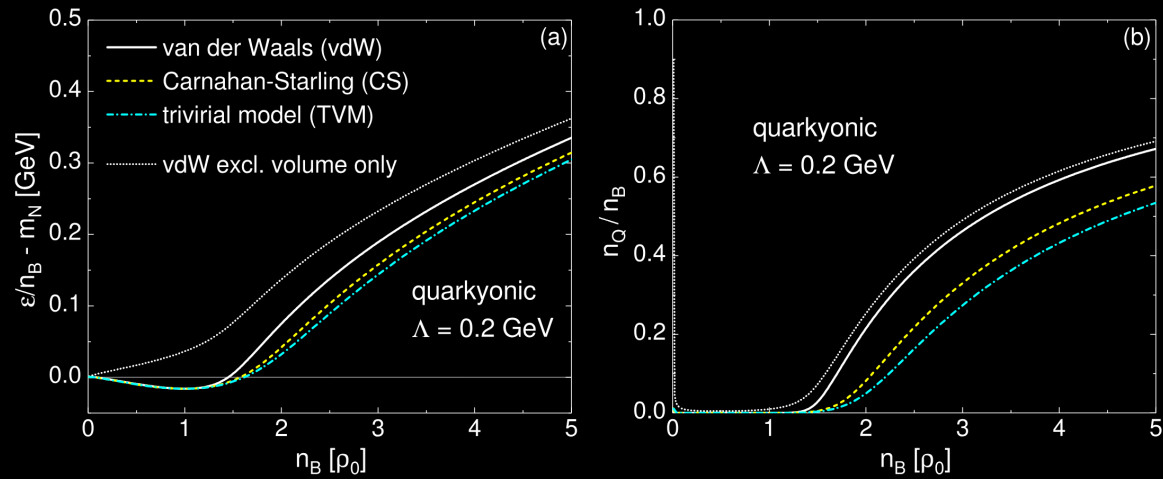 0.5
0.4
0.3
0.2
0.1
0.0
ε/n_B - m_N [GeV]
(a)
van der Waals (vdW)
Carnahan-Starling (CS)
trivirial model (TVM)
vdW excl. volume only
quarkyonic
Λ = 0.2 GeV
0 1 2 3 4 5
n_B [ρ_0]
1.0
0.8
0.6
0.4
0.2
0.0
n_Q / n_B
(b)
quarkyonic
Λ = 0.2 GeV
0 1 2 3 4 5
n_B [ρ_0]